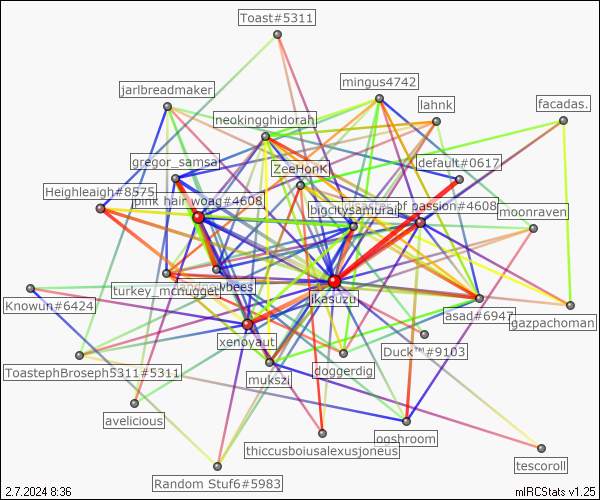 Toast#5311
mingus4742
jarlbreadmaker
lahnk
facadas.
neokingghidorah
gregor_samsa
ZeeHonK
default#0617
Heighleaigh#8575
pink hair woag#4608
bigcitysamurai
of passion#4608
moonraven
turkey_mcnugget
bees
ikasuzu
Knowun#6424
asad#6947
gazpachoman
xenoyaut
Duck™#9103
ToastephBroseph5311#5311
mukszi
doggerdig
avelicious
ogshroom
thiccusboiusalexusjoneus
tescoroll
Random Stuf6#5983
2.7.2024 8:36
mIRCStats v1.25